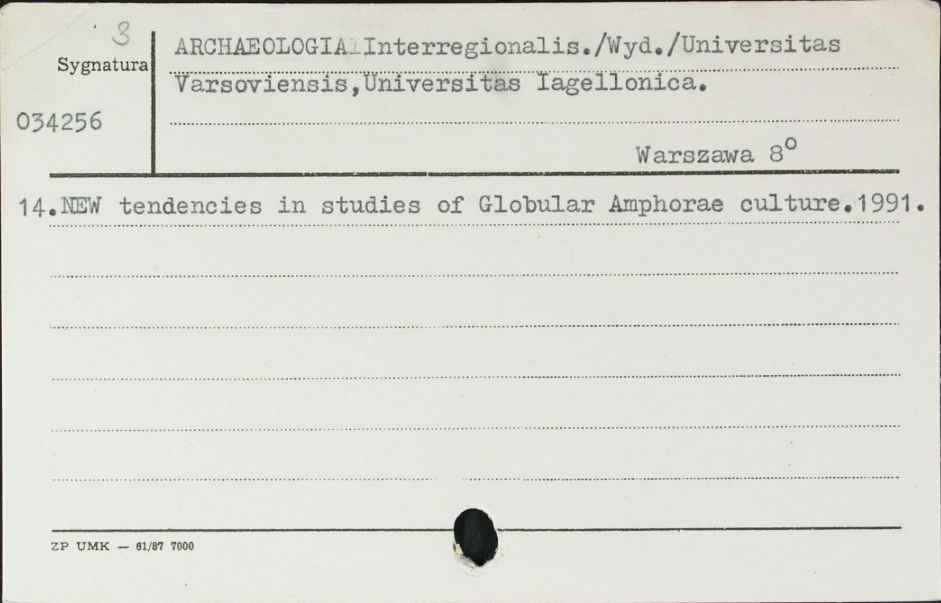 3
Sygnatura
034256
ARCHAEOLOGIA Interregionalis./Wyd./Universitas
Varsoviensis,Universitas Iagellonica.
Warszawa 8⁰
14.NEW tendencies in studies of Globular Amphorae culture.1991.
ZP UMK — 61/87 7000